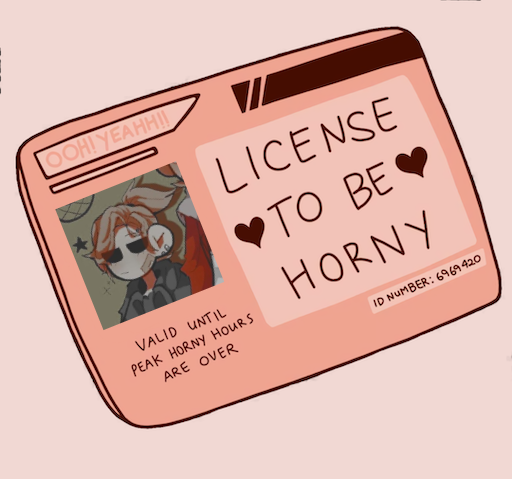 OOH! YEAHH!!
LICENSE
TO BE
HORNY
ID NUMBER: 6969420
VALID UNTIL
PEAK HORNY HOURS
ARE OVER